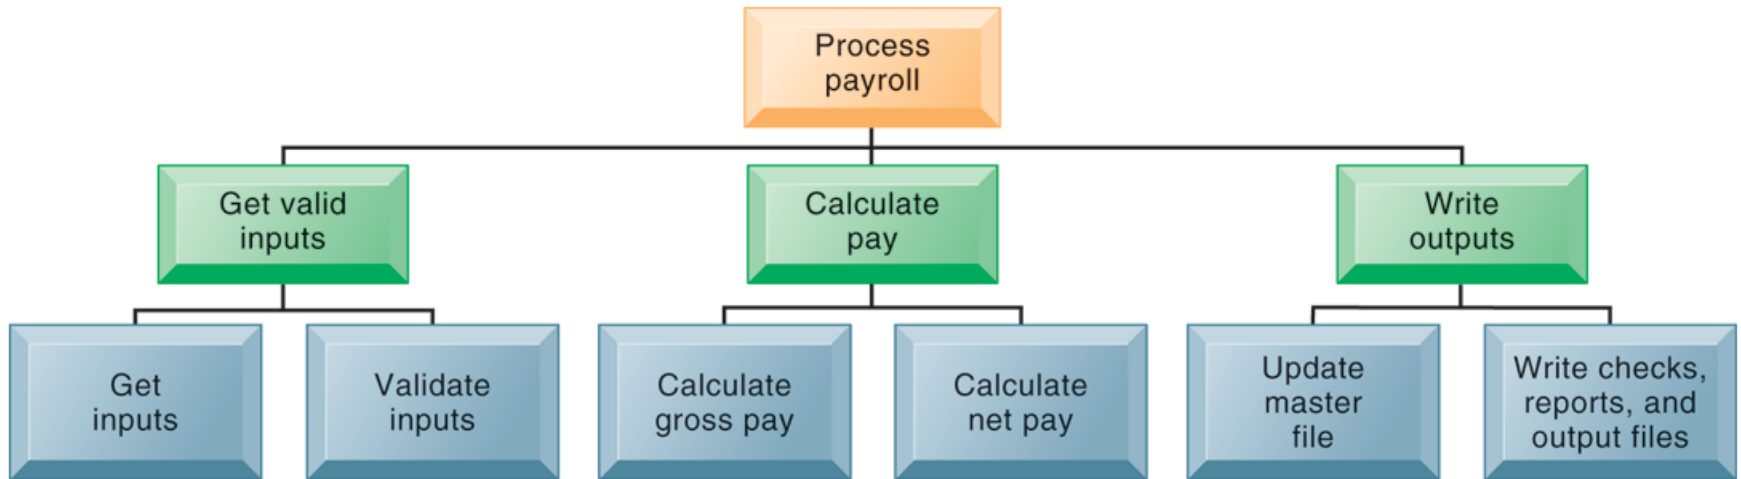 Process
payroll
Get valid
inputs
Calculate
pay
Write
outputs
Get
inputs
Validate
inputs
Calculate
gross pay
Calculate
net pay
Update
master
file
Write checks,
reports, and
output files